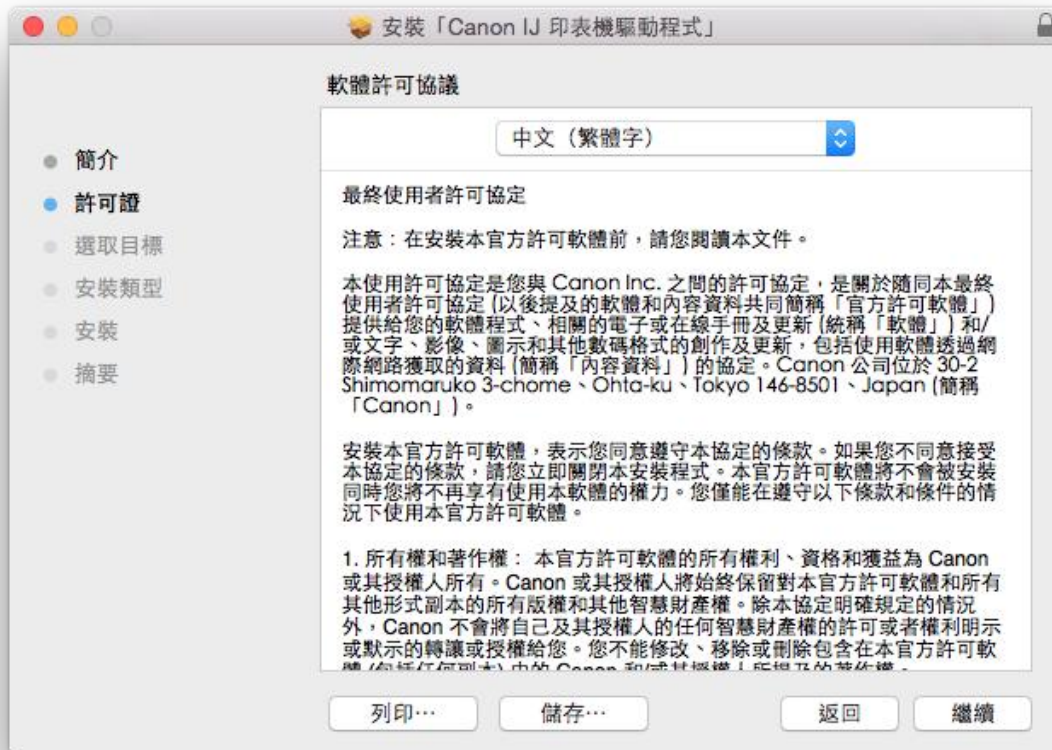 安裝「Canon IJ 印表機驅動程式」
軟體許可協議
簡介
許可證
選取目標
安裝類型
安裝
摘要
中文（繁體字）
最終使用者許可協定
注意：在安裝本官方許可軟體前，請您閱讀本文件。
本使用許可協定是您與 Canon Inc. 之間的許可協定，是關於隨同本最終
使用者許可協定 (以後提及的軟體和內容資料共同簡稱「官方許可軟體」)
提供給您的軟體程式、相關的電子或在線手冊及更新 (統稱「軟體」) 和/
或文字、影像、圖示和其他數碼格式的創作及更新，包括使用軟體透過網
際網路獲取的資料 (簡稱「內容資料」) 的協定。Canon 公司位於 30-2
Shimomaruko 3-chome、Ohta-ku、Tokyo 146-8501、Japan (簡稱
「Canon」)。
安裝本官方許可軟體，表示您同意遵守本協定的條款。如果您不同意接受
本協定的條款，請您立即關閉本安裝程式。本官方許可軟體將不會被安裝
同時您將不再享有使用本軟體的權力。您僅能在遵守以下條款和條件的情
況下使用本官方許可軟體。
1. 所有權和著作權： 本官方許可軟體的所有權利、資格和獲益為 Canon
或其授權人所有。Canon 或其授權人將始終保留對本官方許可軟體和所有
其他形式副本的所有版權和其他智慧財產權。除本協定明確規定的情況
外，Canon 不會將自己及其授權人的任何智慧財產權的許可或者權利明示
或默示的轉讓或授權給您。您不能修改、移除或刪除包含在本官方許可軟
體 (包括任何副本) 中的 Canon 和/或其授權人所提及的著作權。
列印…
儲存…
返回
繼續